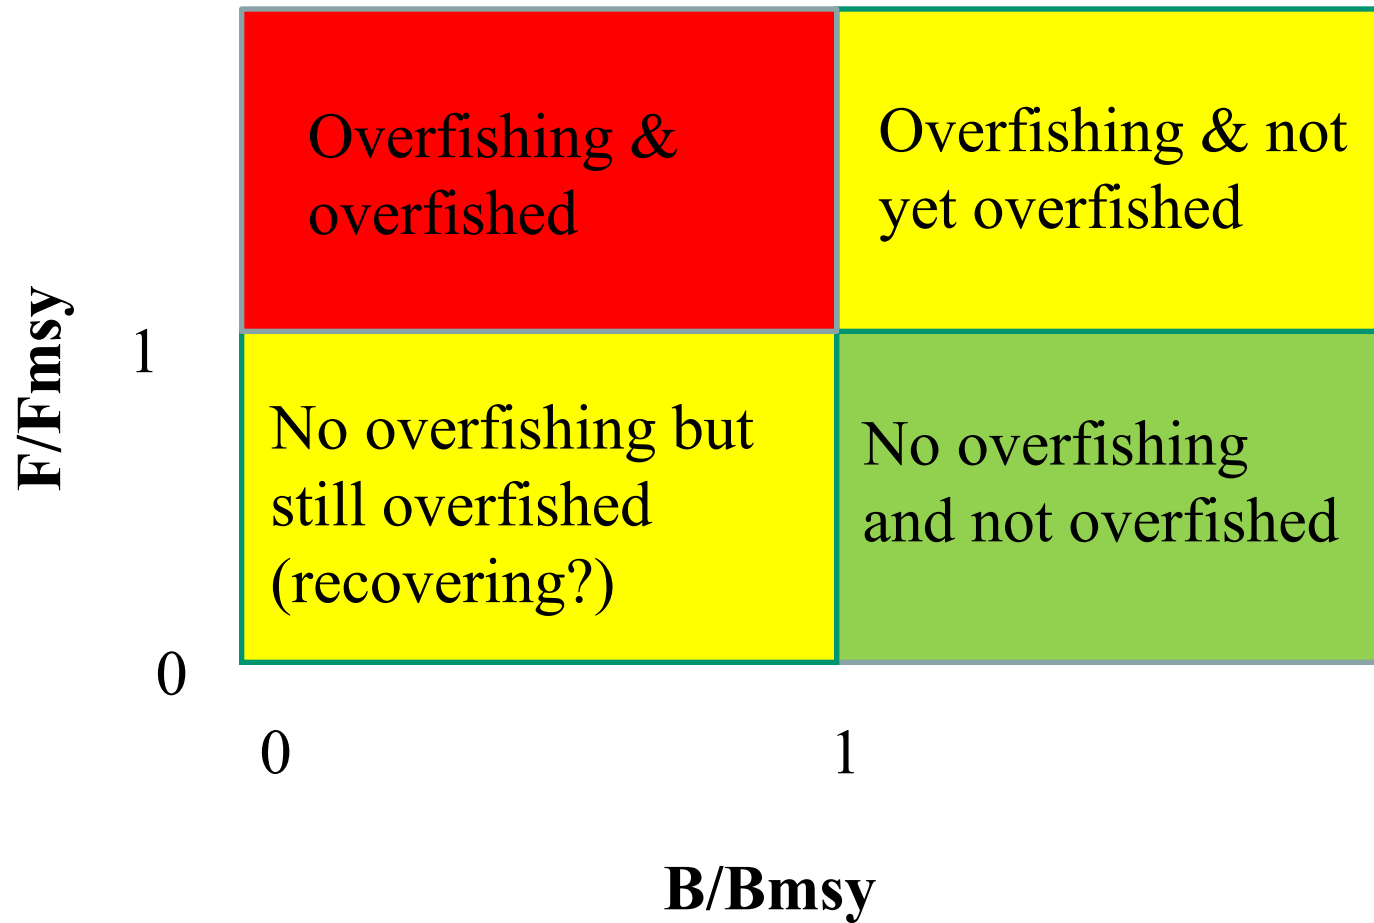 Overfishing &
overfished
Overfishing & not
yet overfished
F/Fmsy
1
No overfishing but
still overfished
(recovering?)
No overfishing
and not overfished
0
0
1
B/Bmsy